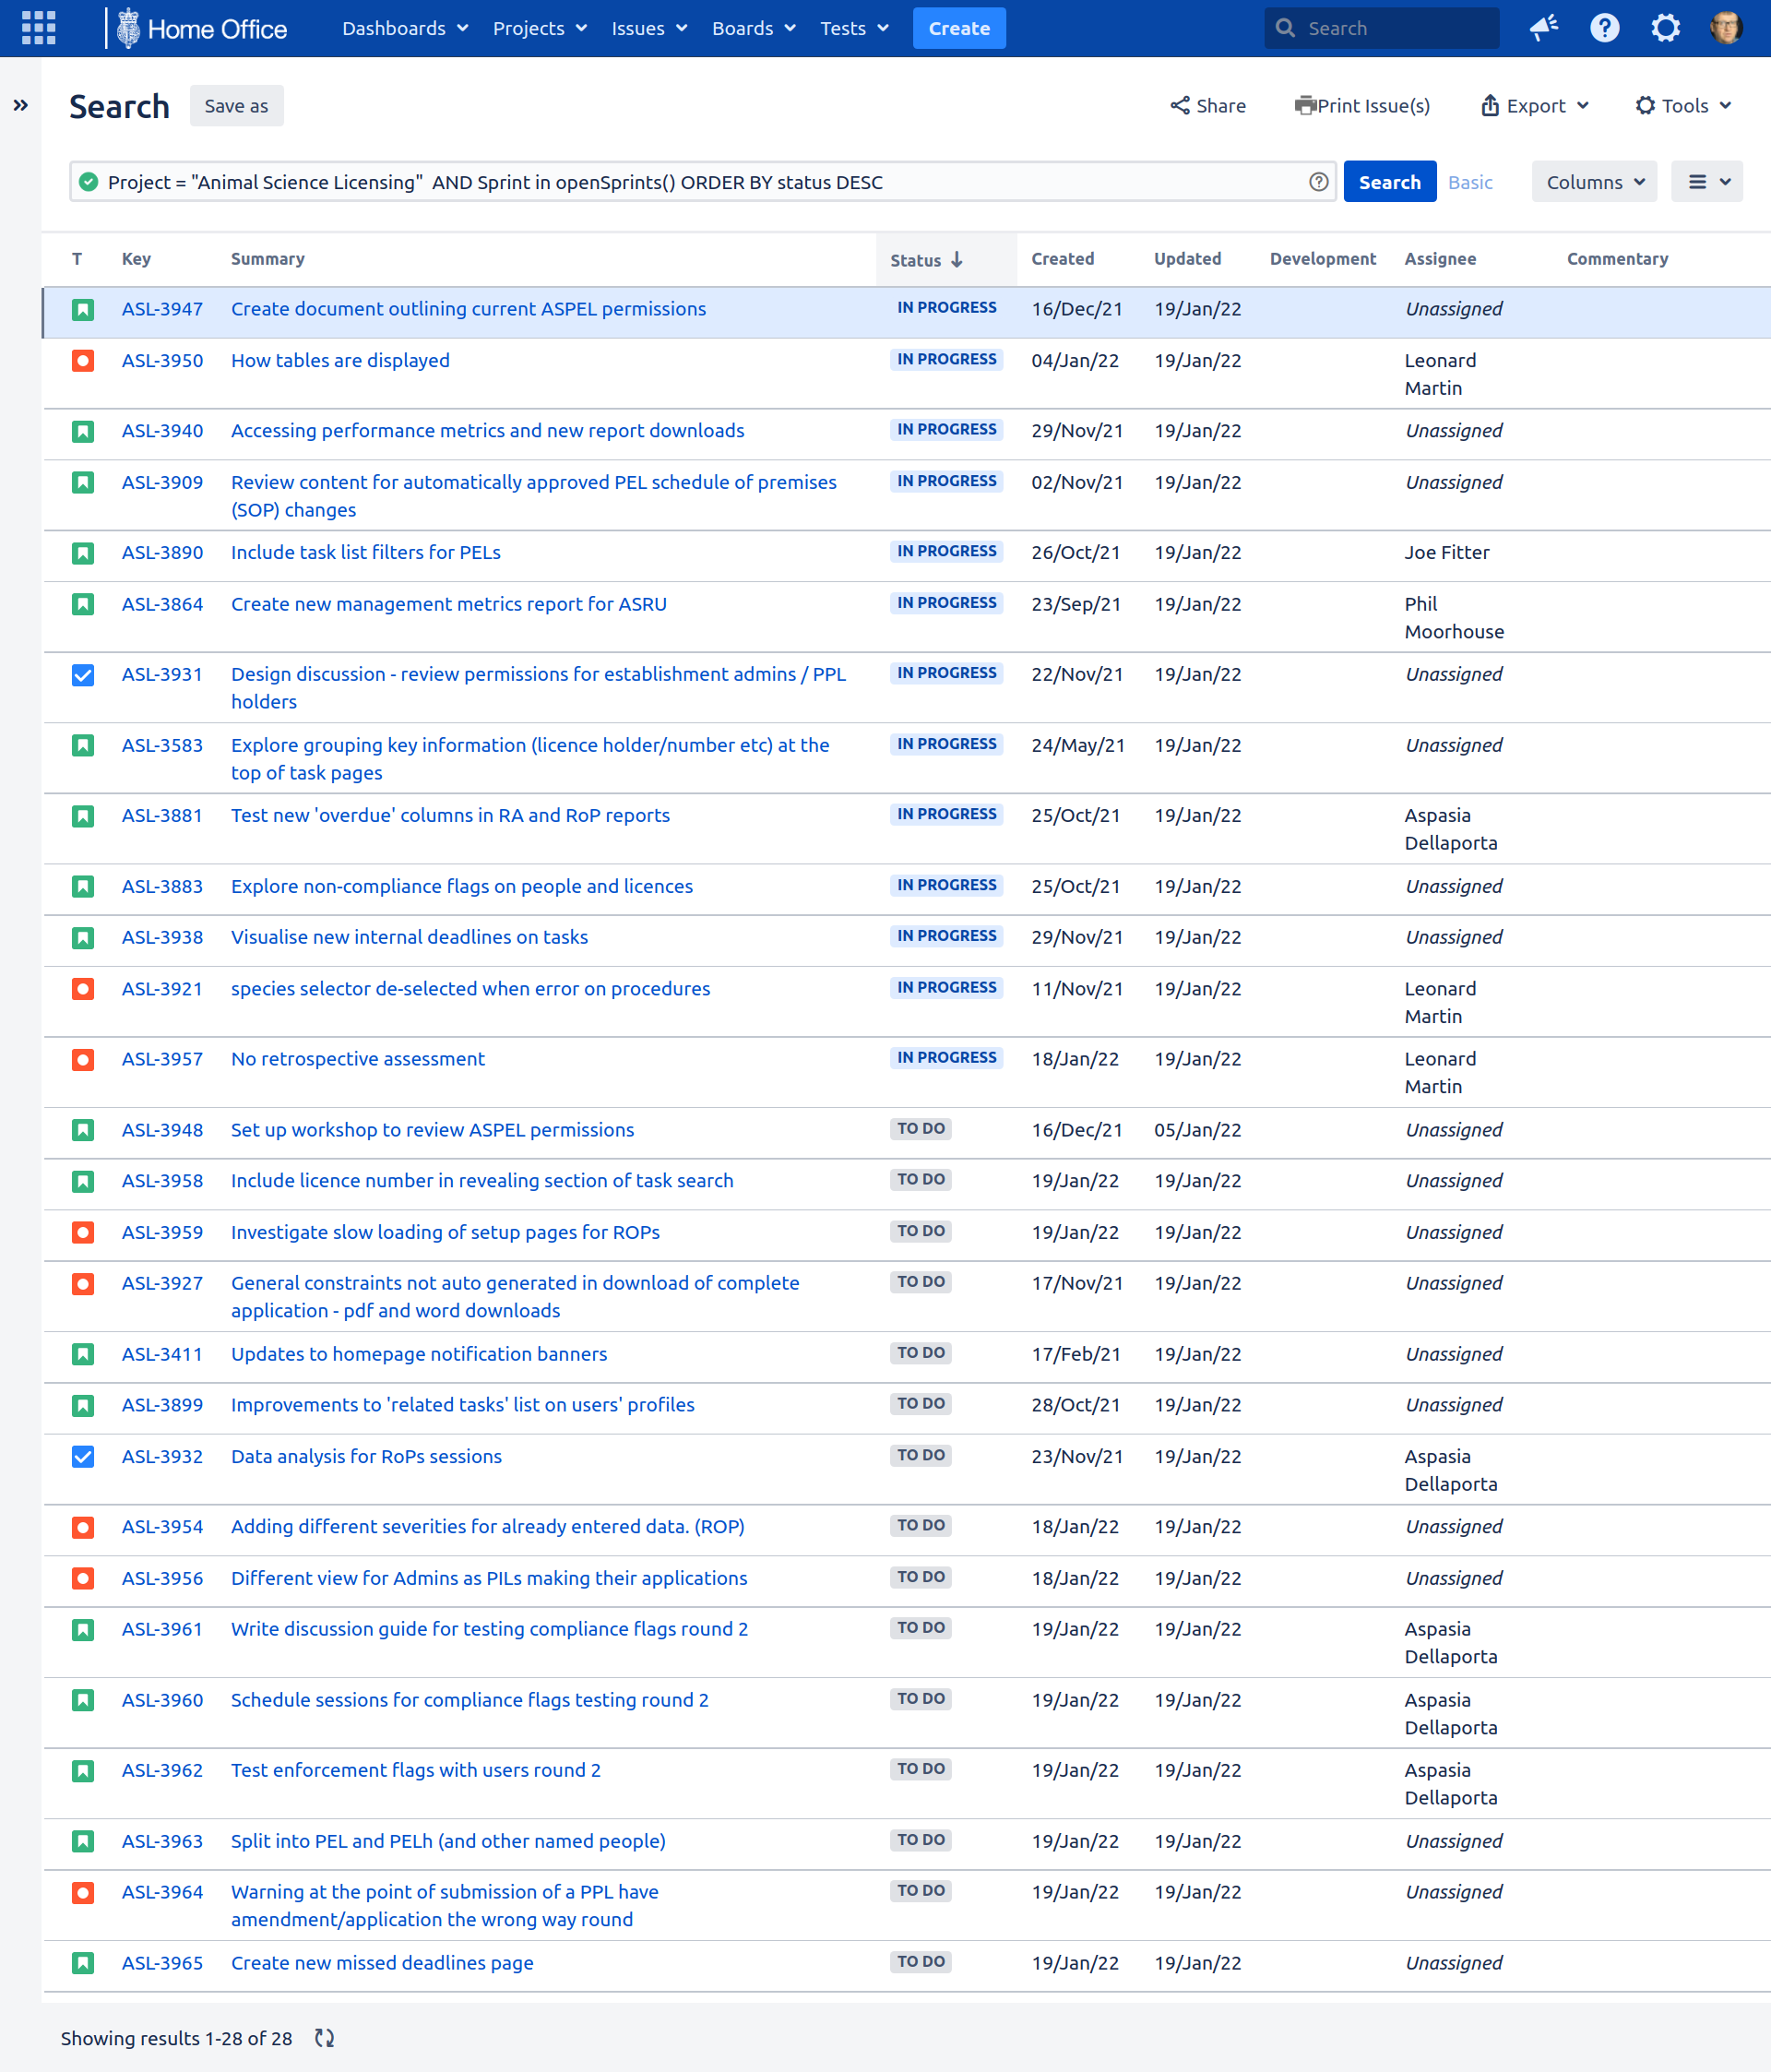 Home Office Dashboards Projects Issues Boards Tests Create Search
Search Save as Share Print Issue(s) Export Tools
Project = "Animal Science Licensing" AND Sprint in openSprints() ORDER BY status DESC Search Basic Columns
T Key Summary Status Created Updated Development Assignee Commentary
ASL-3947 Create document outlining current ASPEL permissions IN PROGRESS 16/Dec/21 19/Jan/22 Unassigned
ASL-3950 How tables are displayed IN PROGRESS 04/Jan/22 19/Jan/22 Leonard
Martin
ASL-3940 Accessing performance metrics and new report downloads IN PROGRESS 29/Nov/21 19/Jan/22 Unassigned
ASL-3909 Review content for automatically approved PEL schedule of premises IN PROGRESS 02/Nov/21 19/Jan/22 Unassigned
(SOP) changes
ASL-3890 Include task list filters for PELs IN PROGRESS 26/Oct/21 19/Jan/22 Joe Fitter
ASL-3864 Create new management metrics report for ASRU IN PROGRESS 23/Sep/21 19/Jan/22 Phil
Moorhouse
ASL-3931 Design discussion - review permissions for establishment admins / PPL IN PROGRESS 22/Nov/21 19/Jan/22 Unassigned
holders
ASL-3583 Explore grouping key information (licence holder/number etc) at the IN PROGRESS 24/May/21 19/Jan/22 Unassigned
top of task pages
ASL-3881 Test new 'overdue' columns in RA and RoP reports IN PROGRESS 25/Oct/21 19/Jan/22 Aspasia
Dellaporta
ASL-3883 Explore non-compliance flags on people and licences IN PROGRESS 25/Oct/21 19/Jan/22 Unassigned
ASL-3938 Visualise new internal deadlines on tasks IN PROGRESS 29/Nov/21 19/Jan/22 Unassigned
ASL-3921 species selector de-selected when error on procedures IN PROGRESS 11/Nov/21 19/Jan/22 Leonard
Martin
ASL-3957 No retrospective assessment IN PROGRESS 18/Jan/22 19/Jan/22 Leonard
Martin
ASL-3948 Set up workshop to review ASPEL permissions TO DO 16/Dec/21 05/Jan/22 Unassigned
ASL-3958 Include licence number in revealing section of task search TO DO 19/Jan/22 19/Jan/22 Unassigned
ASL-3959 Investigate slow loading of setup pages for ROPs TO DO 19/Jan/22 19/Jan/22 Unassigned
ASL-3927 General constraints not auto generated in download of complete TO DO 17/Nov/21 19/Jan/22 Unassigned
application - pdf and word downloads
ASL-3411 Updates to homepage notification banners TO DO 17/Feb/21 19/Jan/22 Unassigned
ASL-3899 Improvements to 'related tasks' list on users' profiles TO DO 28/Oct/21 19/Jan/22 Unassigned
ASL-3932 Data analysis for RoPs sessions TO DO 23/Nov/21 19/Jan/22 Aspasia
Dellaporta
ASL-3954 Adding different severities for already entered data. (ROP) TO DO 18/Jan/22 19/Jan/22 Unassigned
ASL-3956 Different view for Admins as PILs making their applications TO DO 18/Jan/22 19/Jan/22 Unassigned
ASL-3961 Write discussion guide for testing compliance flags round 2 TO DO 19/Jan/22 19/Jan/22 Aspasia
Dellaporta
ASL-3960 Schedule sessions for compliance flags testing round 2 TO DO 19/Jan/22 19/Jan/22 Aspasia
Dellaporta
ASL-3962 Test enforcement flags with users round 2 TO DO 19/Jan/22 19/Jan/22 Aspasia
Dellaporta
ASL-3963 Split into PEL and PELh (and other named people) TO DO 19/Jan/22 19/Jan/22 Unassigned
ASL-3964 Warning at the point of submission of a PPL have TO DO 19/Jan/22 19/Jan/22 Unassigned
amendment/application the wrong way round
ASL-3965 Create new missed deadlines page TO DO 19/Jan/22 19/Jan/22 Unassigned
Showing results 1-28 of 28